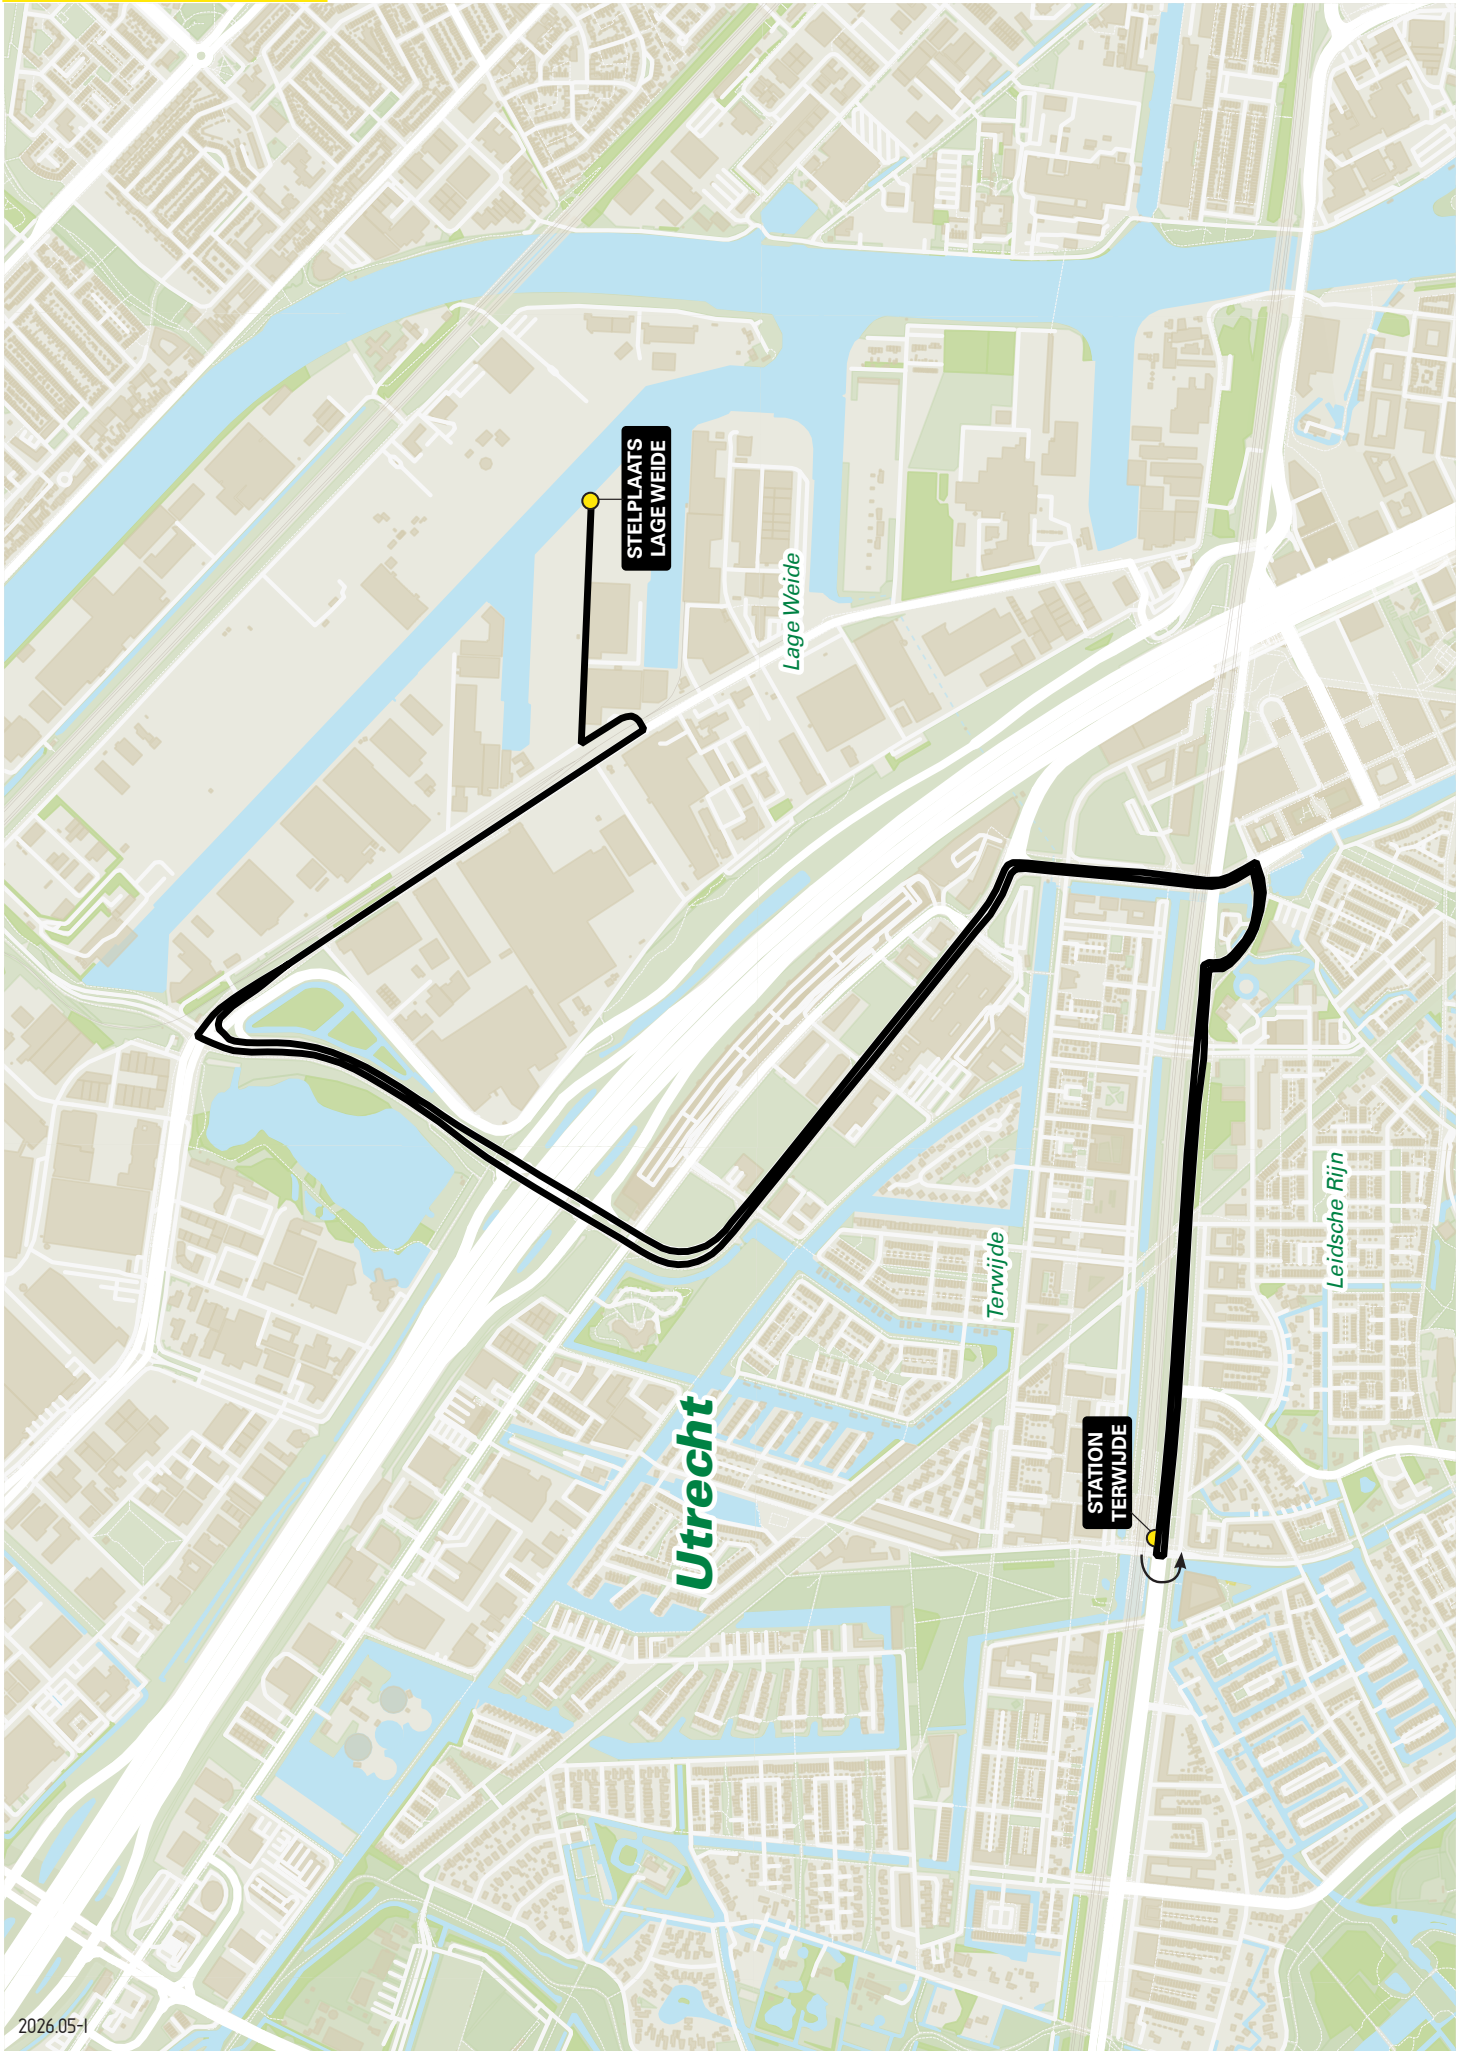 STELPLAATS
LAGE WEIDE
Lage Weide
Terwijde
Leidsche Rijn
Utrecht
STATION
TERWIJDE
2026.05-I